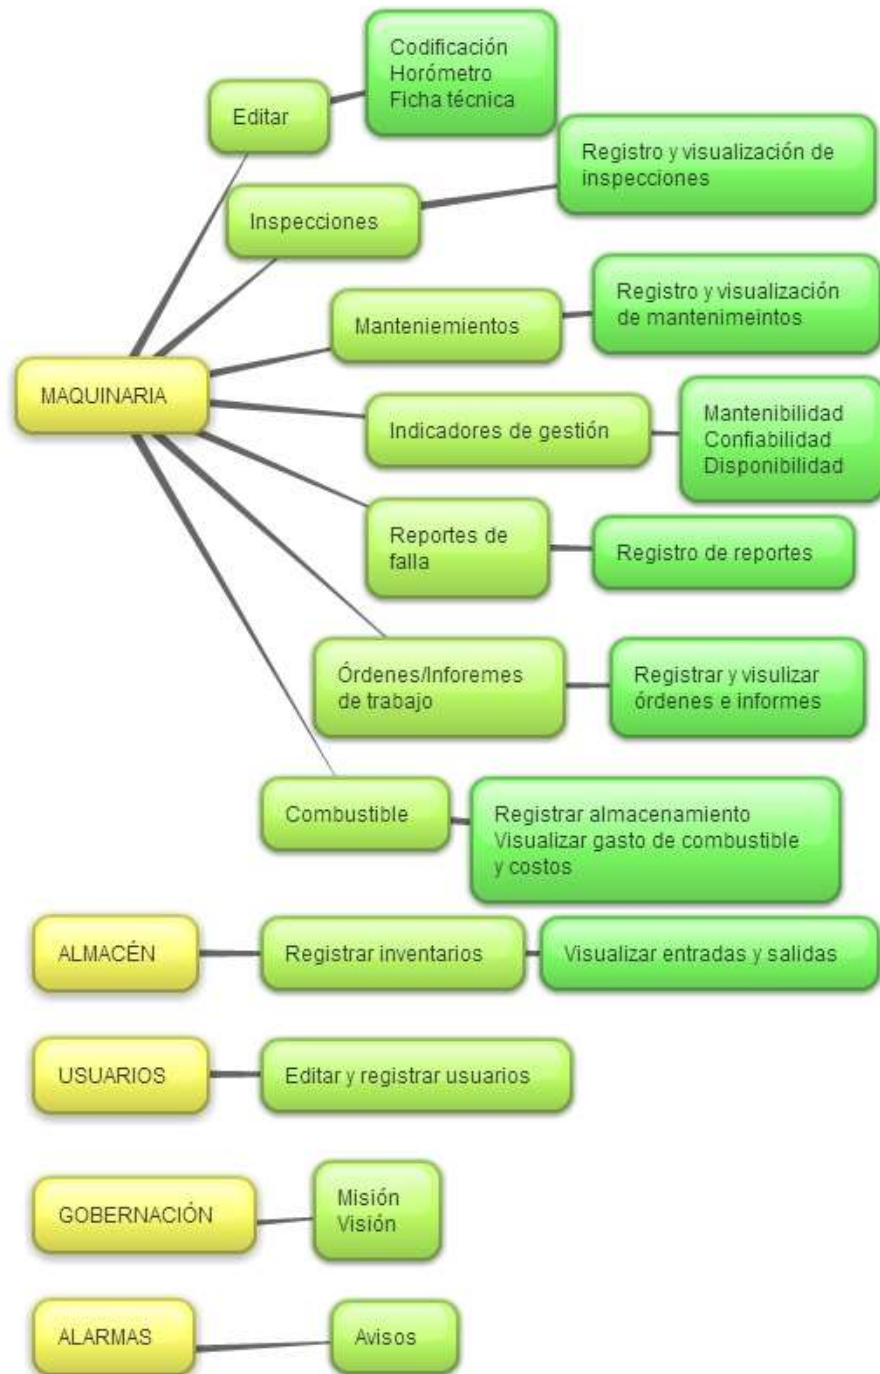 Codificación
Horómetro
Ficha técnica
Editar
Registro y visualización de
inspecciones
Inspecciones
Registro y visualización
de mantenimeintos
Manteniemientos
MAQUINARIA
Indicadores de gestión
Mantenibilidad
Confiabilidad
Disponibilidad
Reportes de
falla
Registro de reportes
Órdenes/Inforemes
de trabajo
Registrar y visulizar
órdenes e informes
Combustible
Registrar almacenamiento
Visualizar gasto de combustible
y costos
ALMACÉN
Registrar inventarios
Visualizar entradas y salidas
USUARIOS
Editar y registrar usuarios
GOBERNACIÓN
Misión
Visión
ALARMAS
Avisos